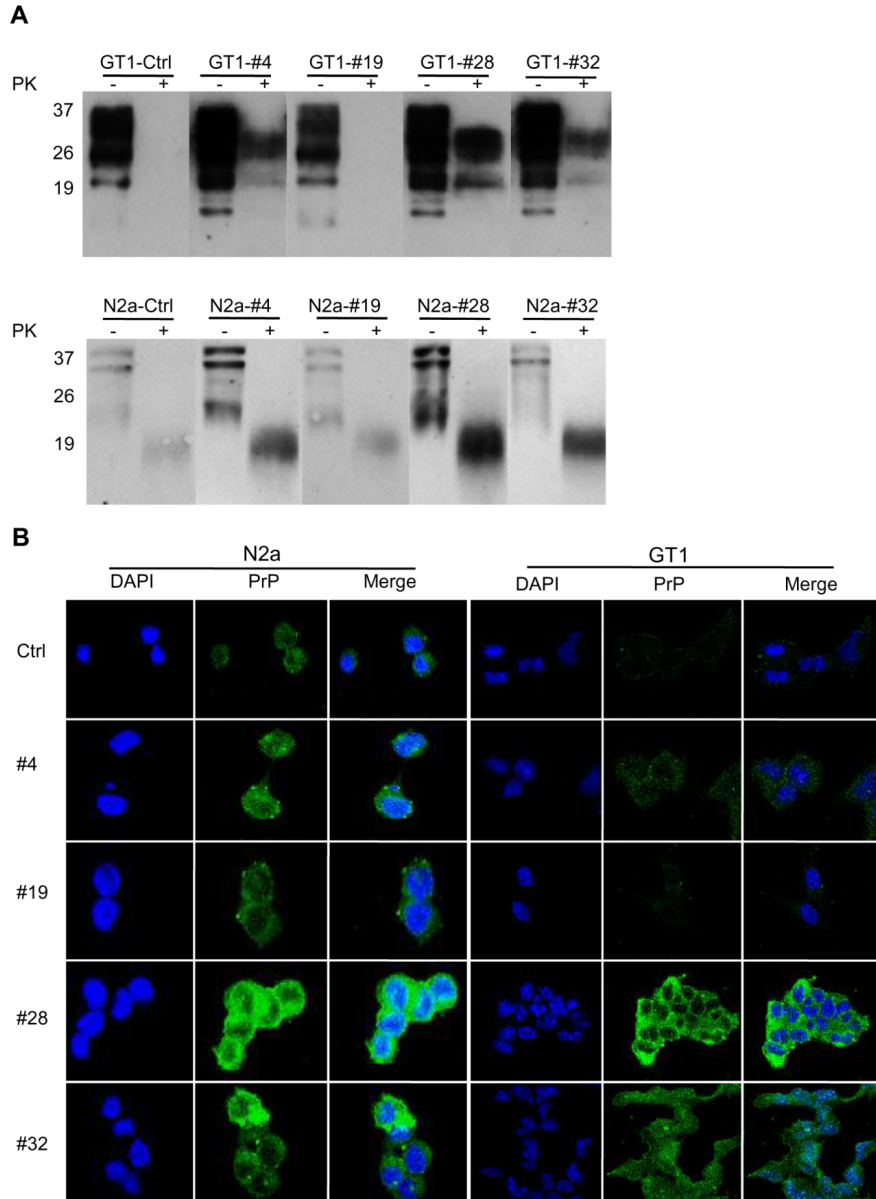 A
GT1-Ctrl GT1-#4 GT1-#19 GT1-#28 GT1-#32
PK - + - + - + - + - +
37
26
19
N2a-Ctrl N2a-#4 N2a-#19 N2a-#28 N2a-#32
PK - + - + - + - + - +
37
26
19
B
N2a GT1
DAPI PrP Merge DAPI PrP Merge
Ctrl
#4
#19
#28
#32